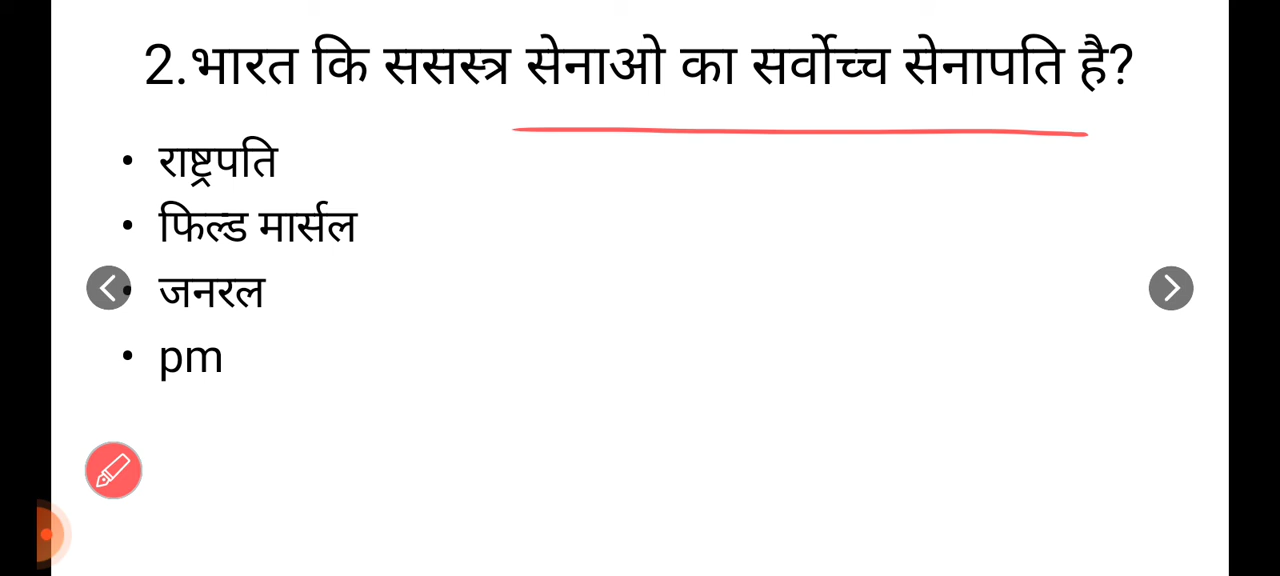 2.भारत कि ससस्त्र सेनाओ का सर्वोच्च सेनापति है?
• राष्ट्रपति
• फिल्ड मार्सल
• जनरल
• pm